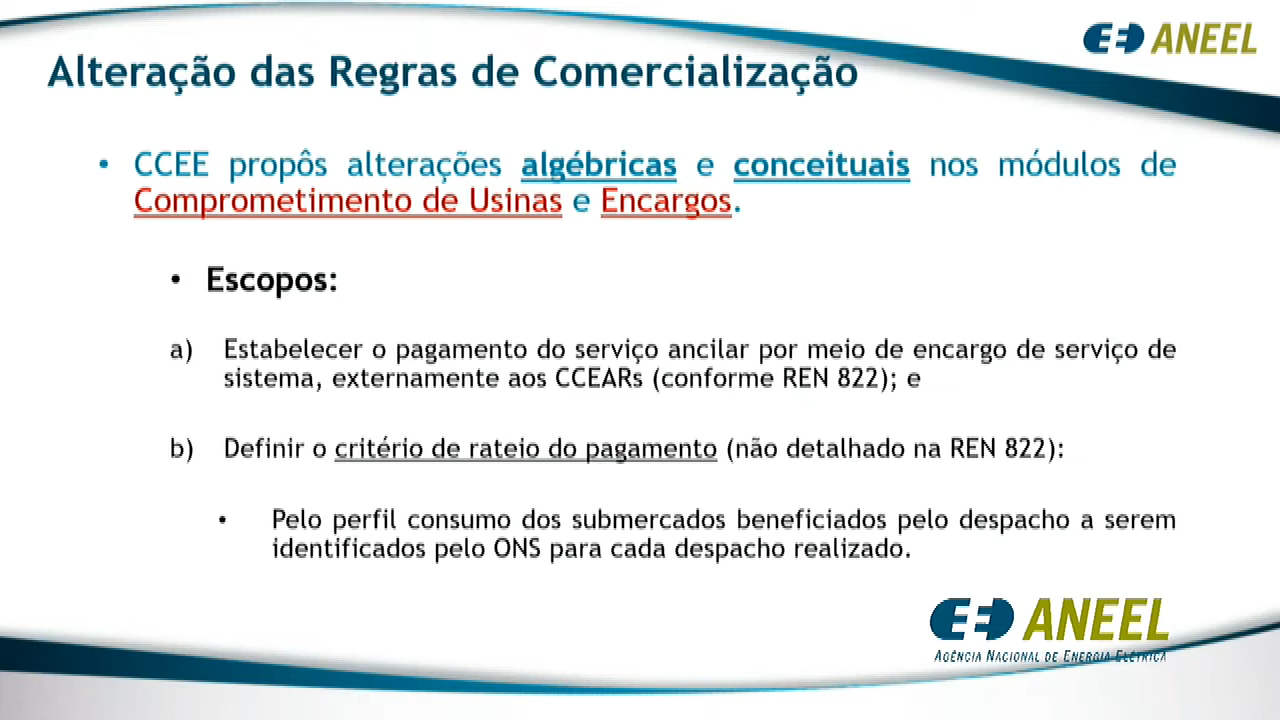 ANEEL
Alteração das Regras de Comercialização
• CCEE propôs alterações algébricas e conceituais nos módulos de
Comprometimento de Usinas e Encargos.
• Escopos:
a) Estabelecer o pagamento do serviço ancilar por meio de encargo de serviço de
sistema, externamente aos CCEARs (conforme REN 822); e
b) Definir o critério de rateio do pagamento (não detalhado na REN 822):
• Pelo perfil consumo dos submercados beneficiados pelo despacho a serem
identificados pelo ONS para cada despacho realizado.
ANEEL
AGÊNCIA NACIONAL DE ENERGIA ELÉTRICA